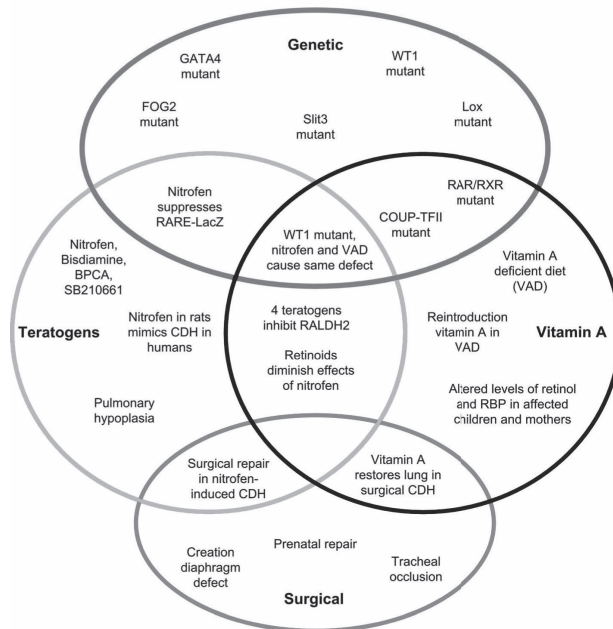 Genetic
GATA4
mutant
WT1
mutant
FOG2
mutant
Slit3
mutant
Lox
mutant
Nitrofen
suppresses
RARE-LacZ
RAR/RXR
mutant
COUP-TFII
mutant
WT1 mutant,
nitrofen and VAD
cause same defect
Nitrofen,
Bisdiamine,
BPCA,
SB210661
Vitamin A
deficient diet
(VAD)
Teratogens
Nitrofen in rats
mimics CDH in
humans
4 teratogens
inhibit RALDH2
Reintroduction
vitamin A in
VAD
Vitamin A
Retinoids
diminish effects
of nitrofen
Pulmonary
hypoplasia
Altered levels of retinol
and RBP in affected
children and mothers
Surgical repair
in nitrofen-
induced CDH
Vitamin A
restores lung in
surgical CDH
Creation
diaphragm
defect
Prenatal repair
Tracheal
occlusion
Surgical